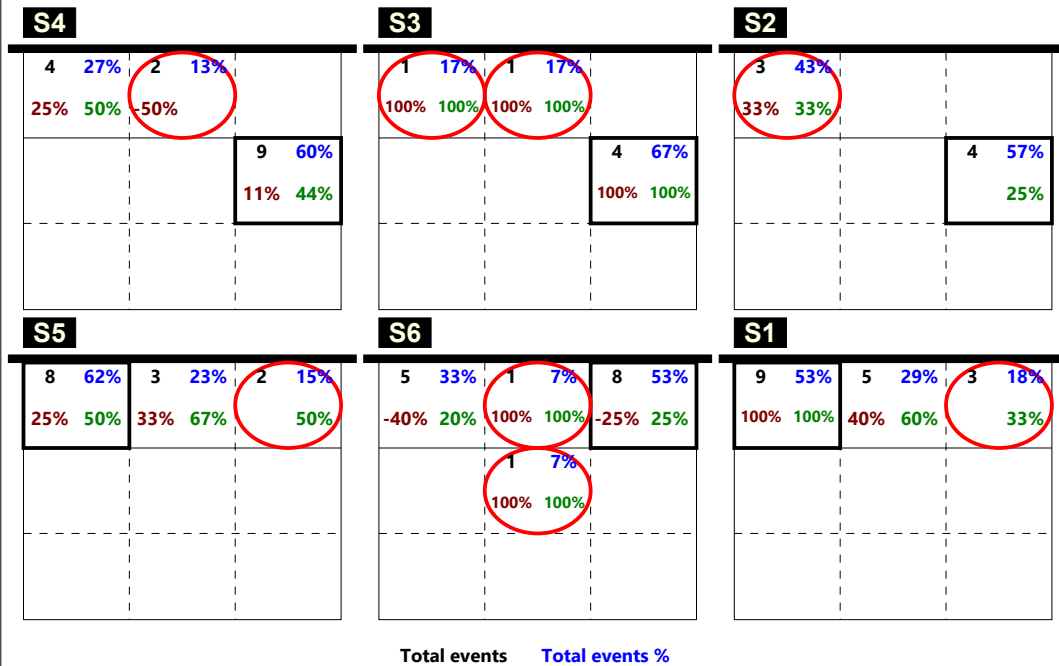 S4 S3 S2
4 27% 2 13% 1 17% 1 17% 3 43%
25% 50% -50% 100% 100% 100% 100% 33% 33%
9 60% 4 67% 4 57%
11% 44% 100% 100% 25%
S5 S6 S1
8 62% 3 23% 2 15% 5 33% 1 7% 8 53% 9 53% 5 29% 3 18%
25% 50% 33% 67% 50% -40% 20% 100% 100% -25% 25% 100% 100% 40% 60% 33%
1 7%
100% 100%
Total events Total events %